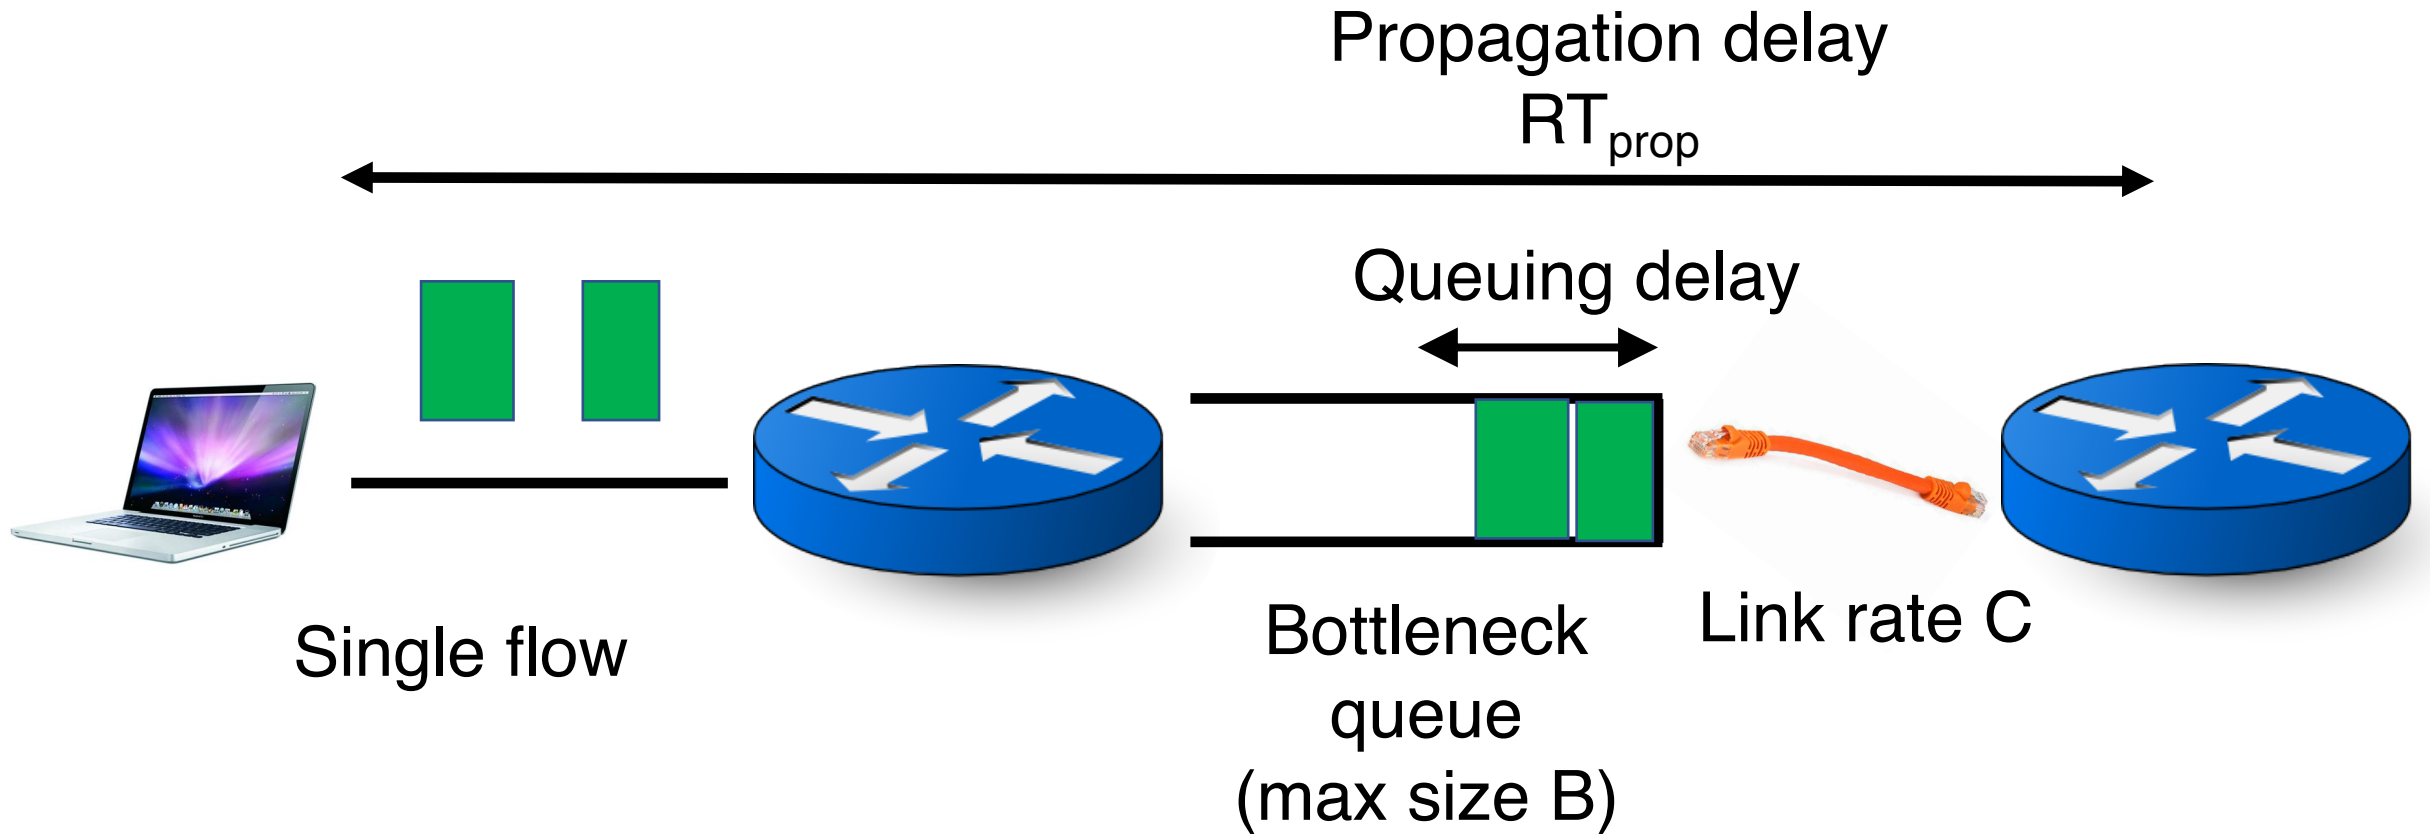 Propagation delay
RTprop
Queuing delay
Single flow
Bottleneck
queue
(max size B)
Link rate C